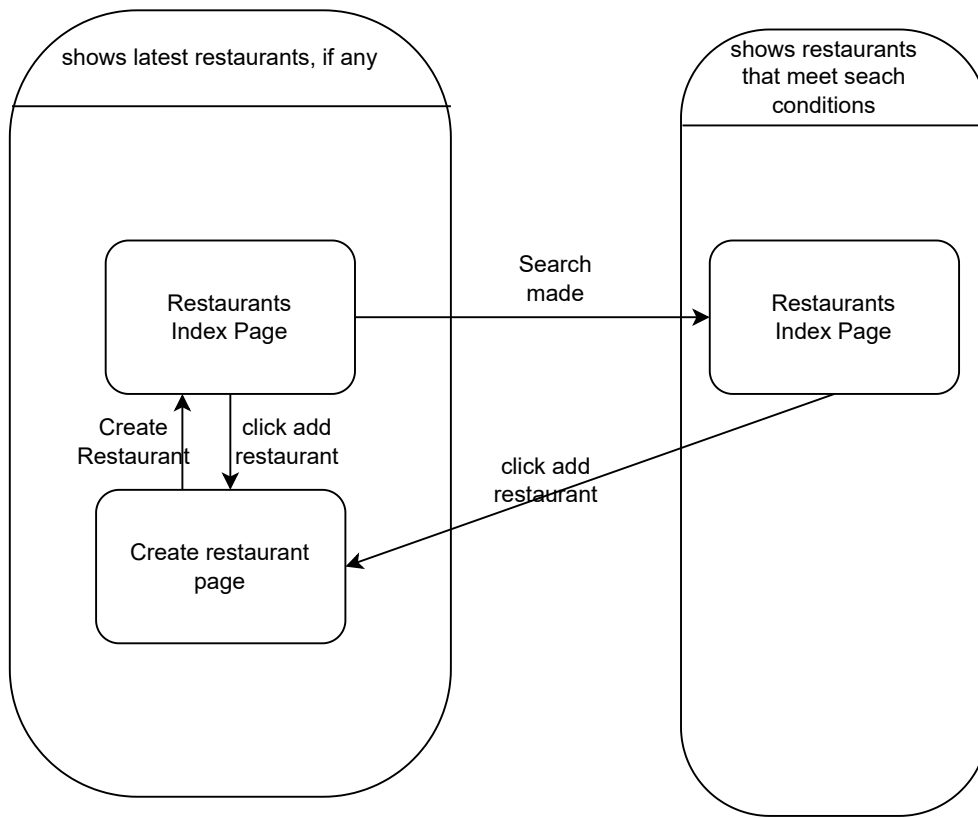 shows latest restaurants, if any
shows restaurants
that meet seach
conditions
Restaurants
Index Page
Search
made
Restaurants
Index Page
Create
Restaurant
click add
restaurant
click add
restaurant
Create restaurant
page